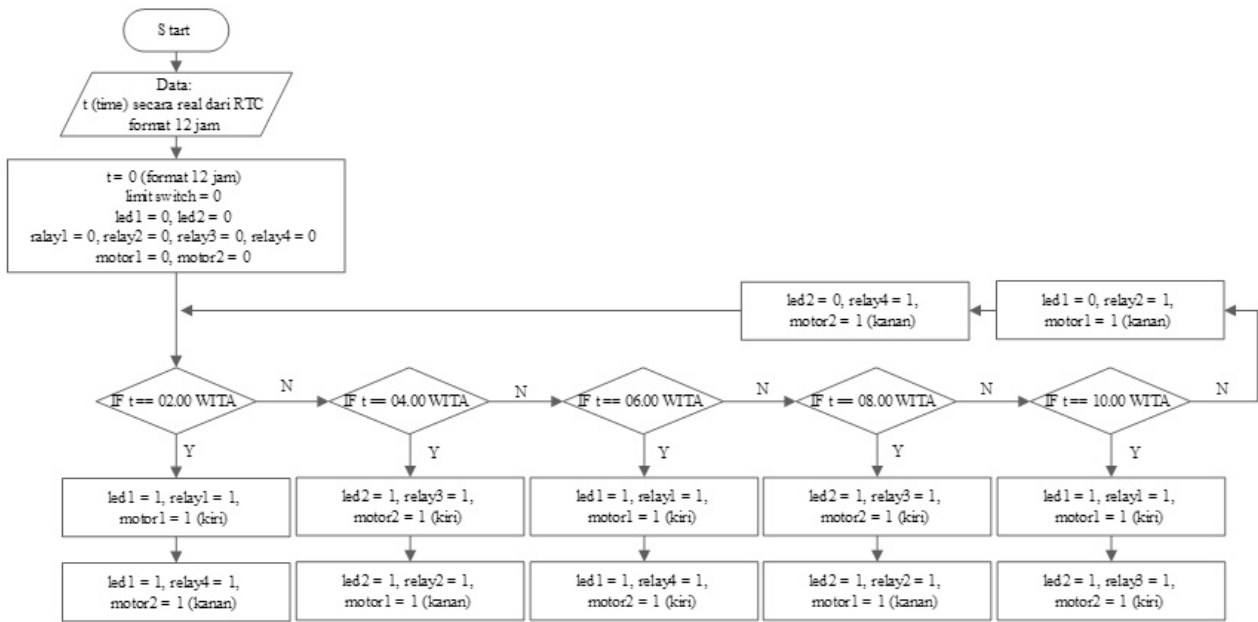 Start
Data:
t (time) secara real dari RTC
format 12 jam
t= 0 (format 12 jam)
limit switch = 0
led1 = 0, led2 = 0
ralay1 = 0, relay2 = 0, relay3 = 0, relay4 = 0
motor1 = 0, motor2 = 0
led2 = 0, relay4 = 1,
motor2 = 1 (kanan)
led1 = 0, relay2 = 1,
motor1 = 1 (kanan)
IF t== 02.00 WITA
N
IF t== 04.00 WITA
N
IF t== 06.00 WITA
N
IF t== 08.00 WITA
N
IF t== 10.00 WITA
N
Y
Y
Y
Y
Y
led1 = 1, relay1 = 1,
motor1 = 1 (kiri)
led2 = 1, relay3 = 1,
motor2 = 1 (kiri)
led1 = 1, relay1 = 1,
motor1 = 1 (kiri)
led2 = 1, relay3 = 1,
motor2 = 1 (kiri)
led1 = 1, relay1 = 1,
motor1 = 1 (kiri)
led1 = 1, relay4 = 1,
motor2 = 1 (kanan)
led2 = 1, relay2 = 1,
motor1 = 1 (kanan)
led1 = 1, relay4 = 1,
motor2 = 1 (kiri)
led2 = 1, relay2 = 1,
motor1 = 1 (kanan)
led2 = 1, relay3 = 1,
motor2 = 1 (kiri)